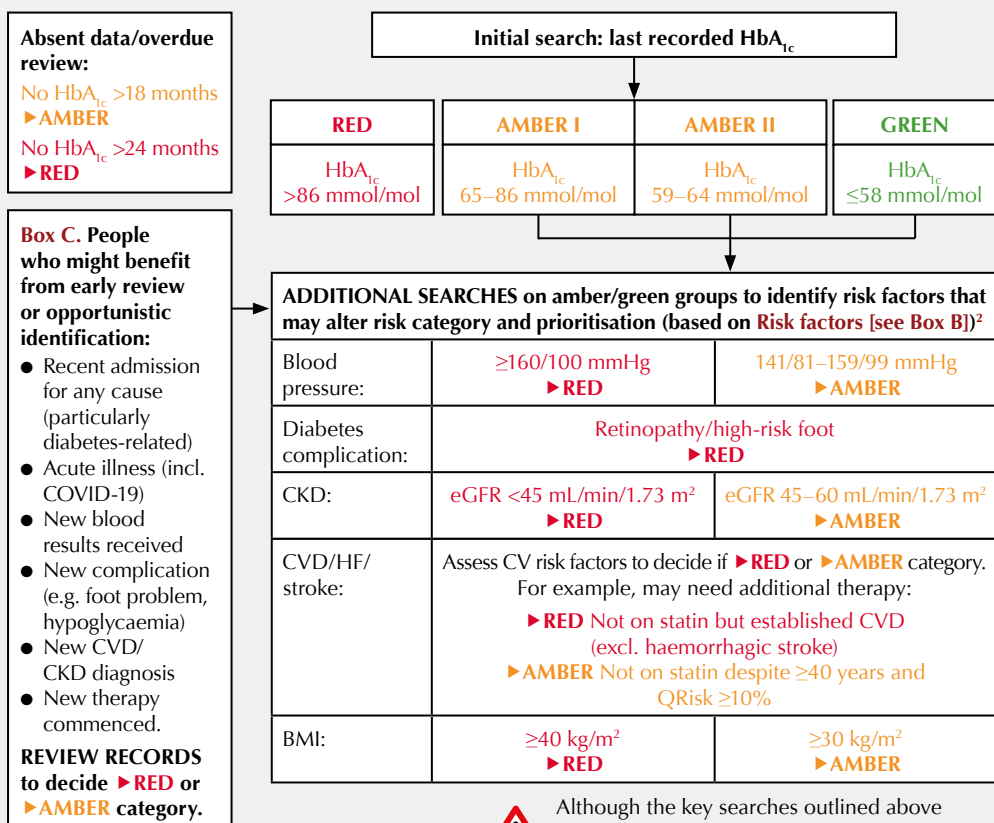 Absent data/overdue
review:
No HbA1c >18 months
►AMBER
No HbA1c >24 months
►RED
Initial search: last recorded HbA1c
RED
HbA1c
>86 mmol/mol
AMBER I
HbA1c
65–86 mmol/mol
AMBER II
HbA1c
59–64 mmol/mol
GREEN
HbA1c
≤58 mmol/mol
Box C. People
who might benefit
from early review
or opportunistic
identification:
● Recent admission
for any cause
(particularly
diabetes-related)
● Acute illness (incl.
COVID-19)
● New blood
results received
● New complication
(e.g. foot problem,
hypoglycaemia)
● New CVD/
CKD diagnosis
● New therapy
commenced.
REVIEW RECORDS
to decide ►RED or
►AMBER category.
ADDITIONAL SEARCHES on amber/green groups to identify risk factors that
may alter risk category and prioritisation (based on Risk factors [see Box B])²
Blood
pressure:
≥160/100 mmHg
►RED
141/81–159/99 mmHg
►AMBER
Diabetes
complication:
Retinopathy/high-risk foot
►RED
CKD:
eGFR <45 mL/min/1.73 m²
►RED
eGFR 45–60 mL/min/1.73 m²
►AMBER
CVD/HF/
stroke:
Assess CV risk factors to decide if ►RED or ►AMBER category.
For example, may need additional therapy:
►RED Not on statin but established CVD
(excl. haemorrhagic stroke)
►AMBER Not on statin despite ≥40 years and
QRisk ≥10%
BMI:
≥40 kg/m²
►RED
≥30 kg/m²
►AMBER
Although the key searches outlined above